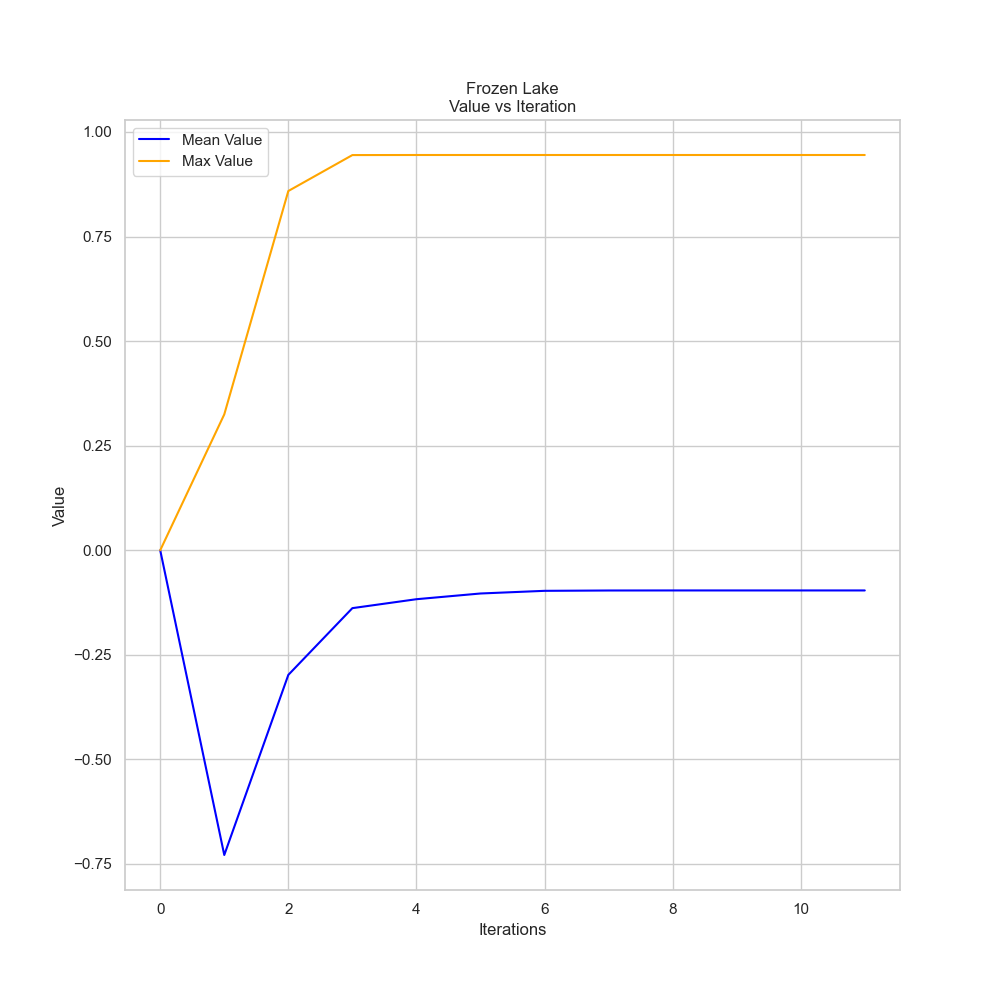 Frozen Lake
Value vs Iteration
Mean Value
Max Value
1.00
0.75
0.50
0.25
0.00
−0.25
−0.50
−0.75
Value
0 2 4 6 8 10
Iterations